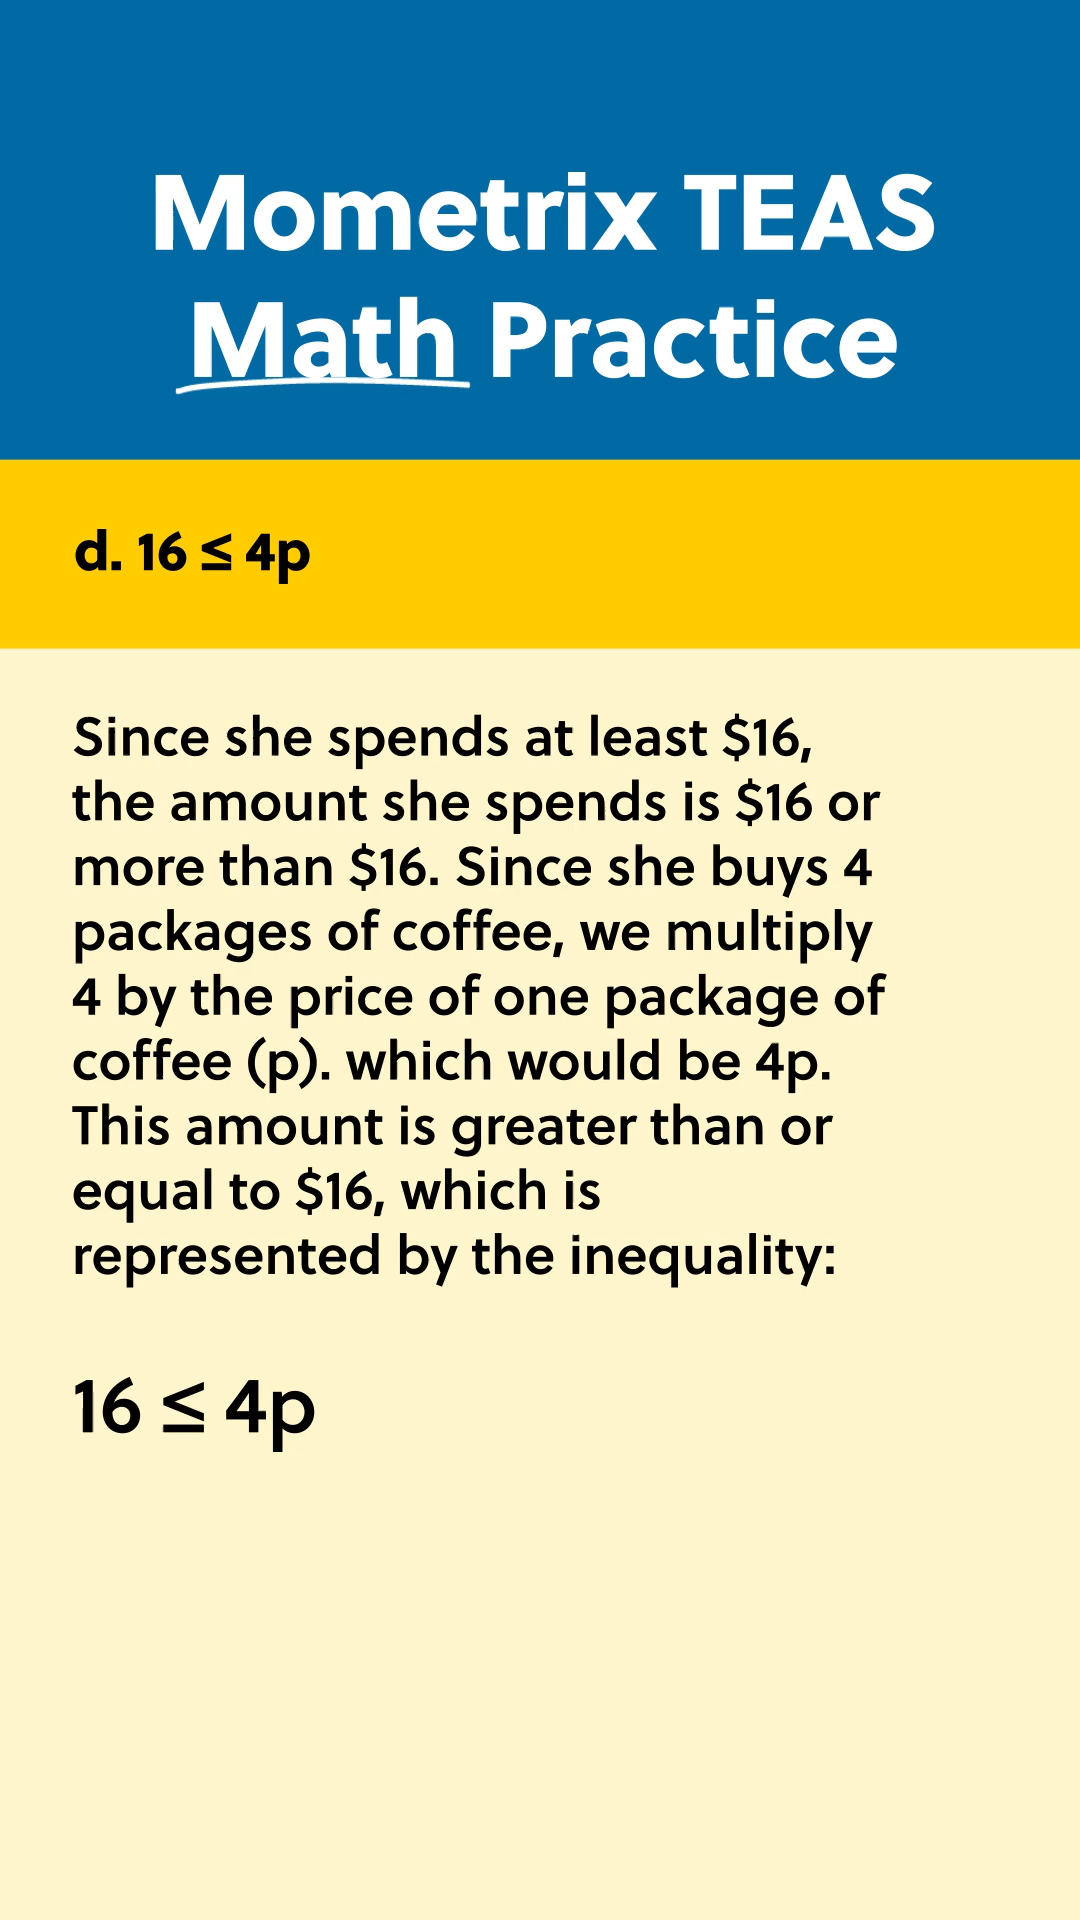 Mometrix TEAS
Math Practice
d. 16 ≤ 4p
Since she spends at least $16,
the amount she spends is $16 or
more than $16. Since she buys 4
packages of coffee, we multiply
4 by the price of one package of
coffee (p). which would be 4p.
This amount is greater than or
equal to $16, which is
represented by the inequality:
16 ≤ 4p